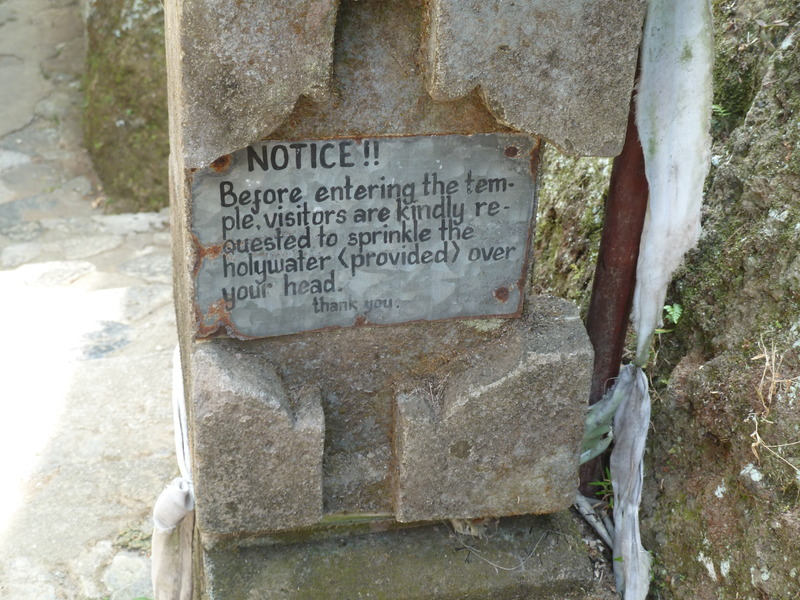 NOTICE!!
Before entering the tem-
ple, visitors are kindly re-
quested to sprinkle the
holywater <provided> over
your head.
thank you.